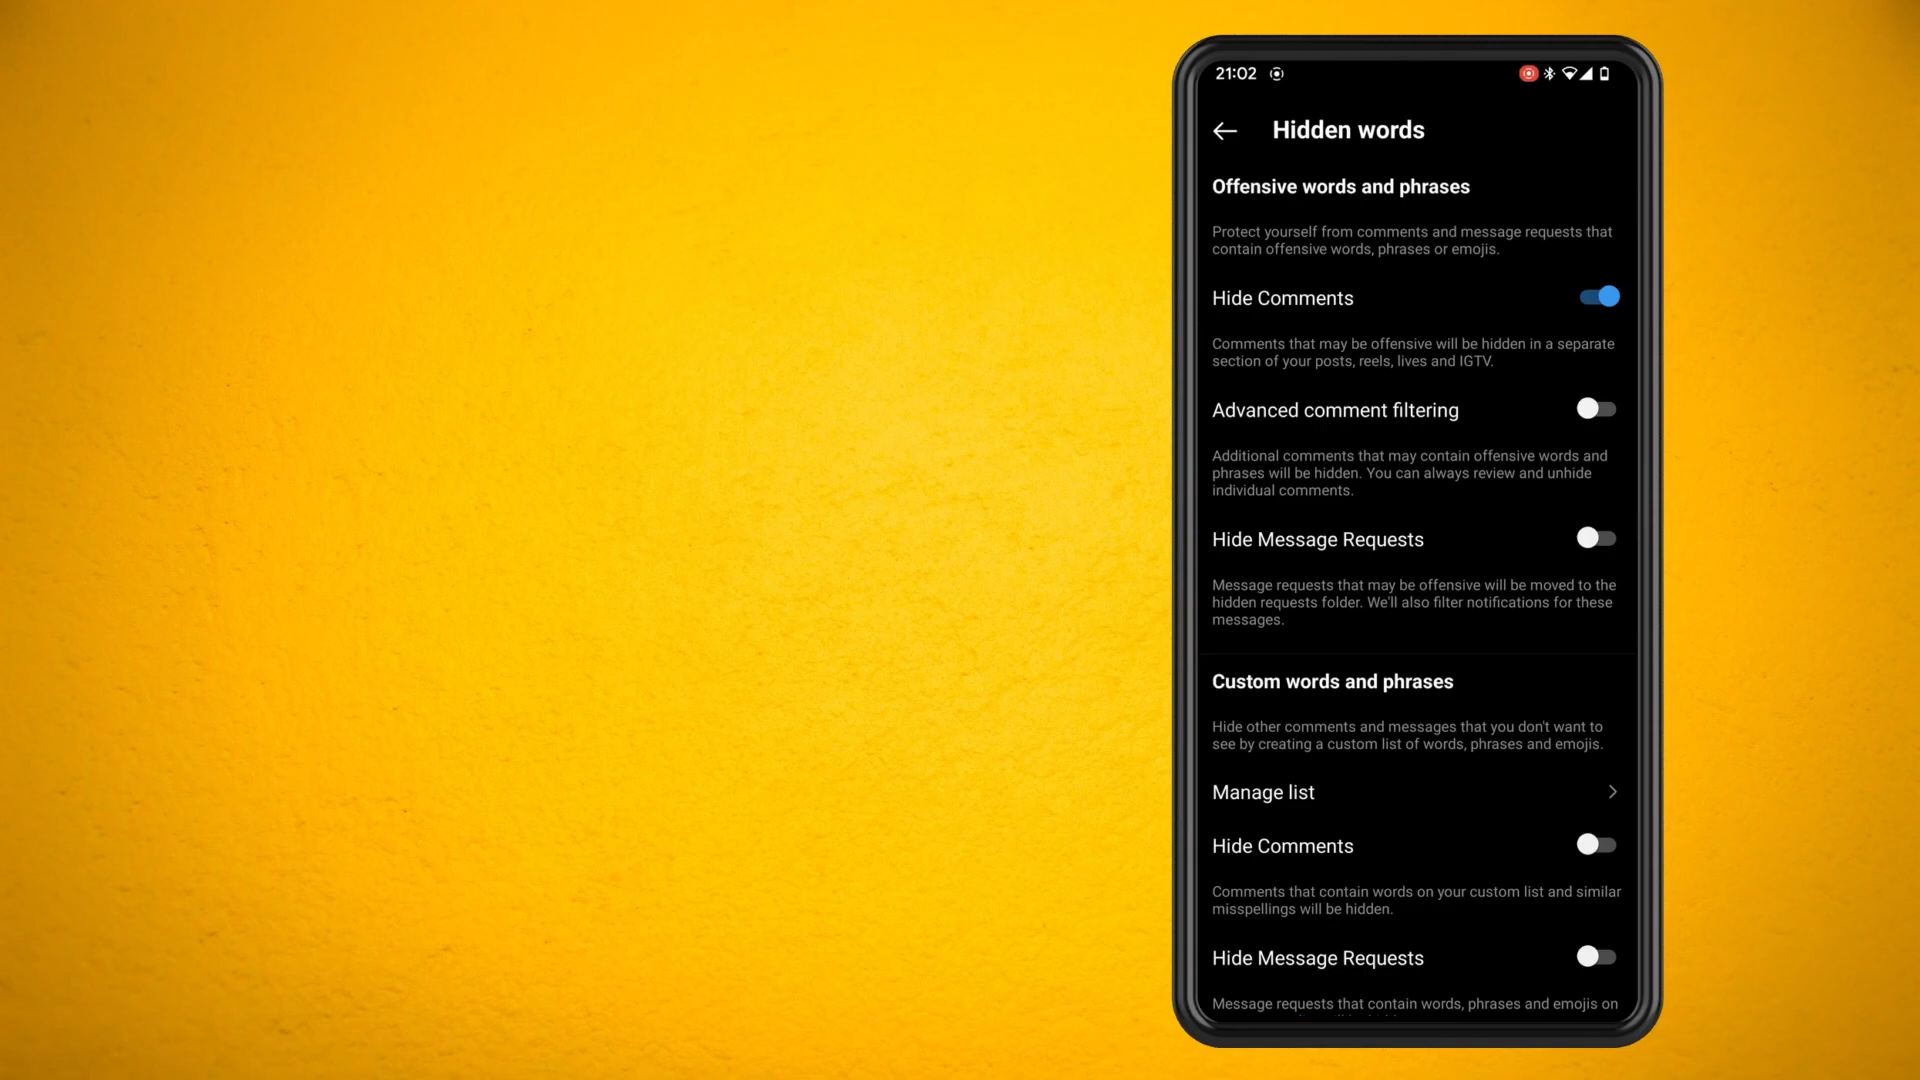 21:02
Hidden words
Offensive words and phrases
Protect yourself from comments and message requests that
contain offensive words, phrases or emojis.
Hide Comments
Comments that may be offensive will be hidden in a separate
section of your posts, reels, lives and IGTV.
Advanced comment filtering
Additional comments that may contain offensive words and
phrases will be hidden. You can always review and unhide
individual comments.
Hide Message Requests
Message requests that may be offensive will be moved to the
hidden requests folder. We'll also filter notifications for these
messages.
Custom words and phrases
Hide other comments and messages that you don't want to
see by creating a custom list of words, phrases and emojis.
Manage list
Hide Comments
Comments that contain words on your custom list and similar
misspellings will be hidden.
Hide Message Requests
Message requests that contain words, phrases and emojis on